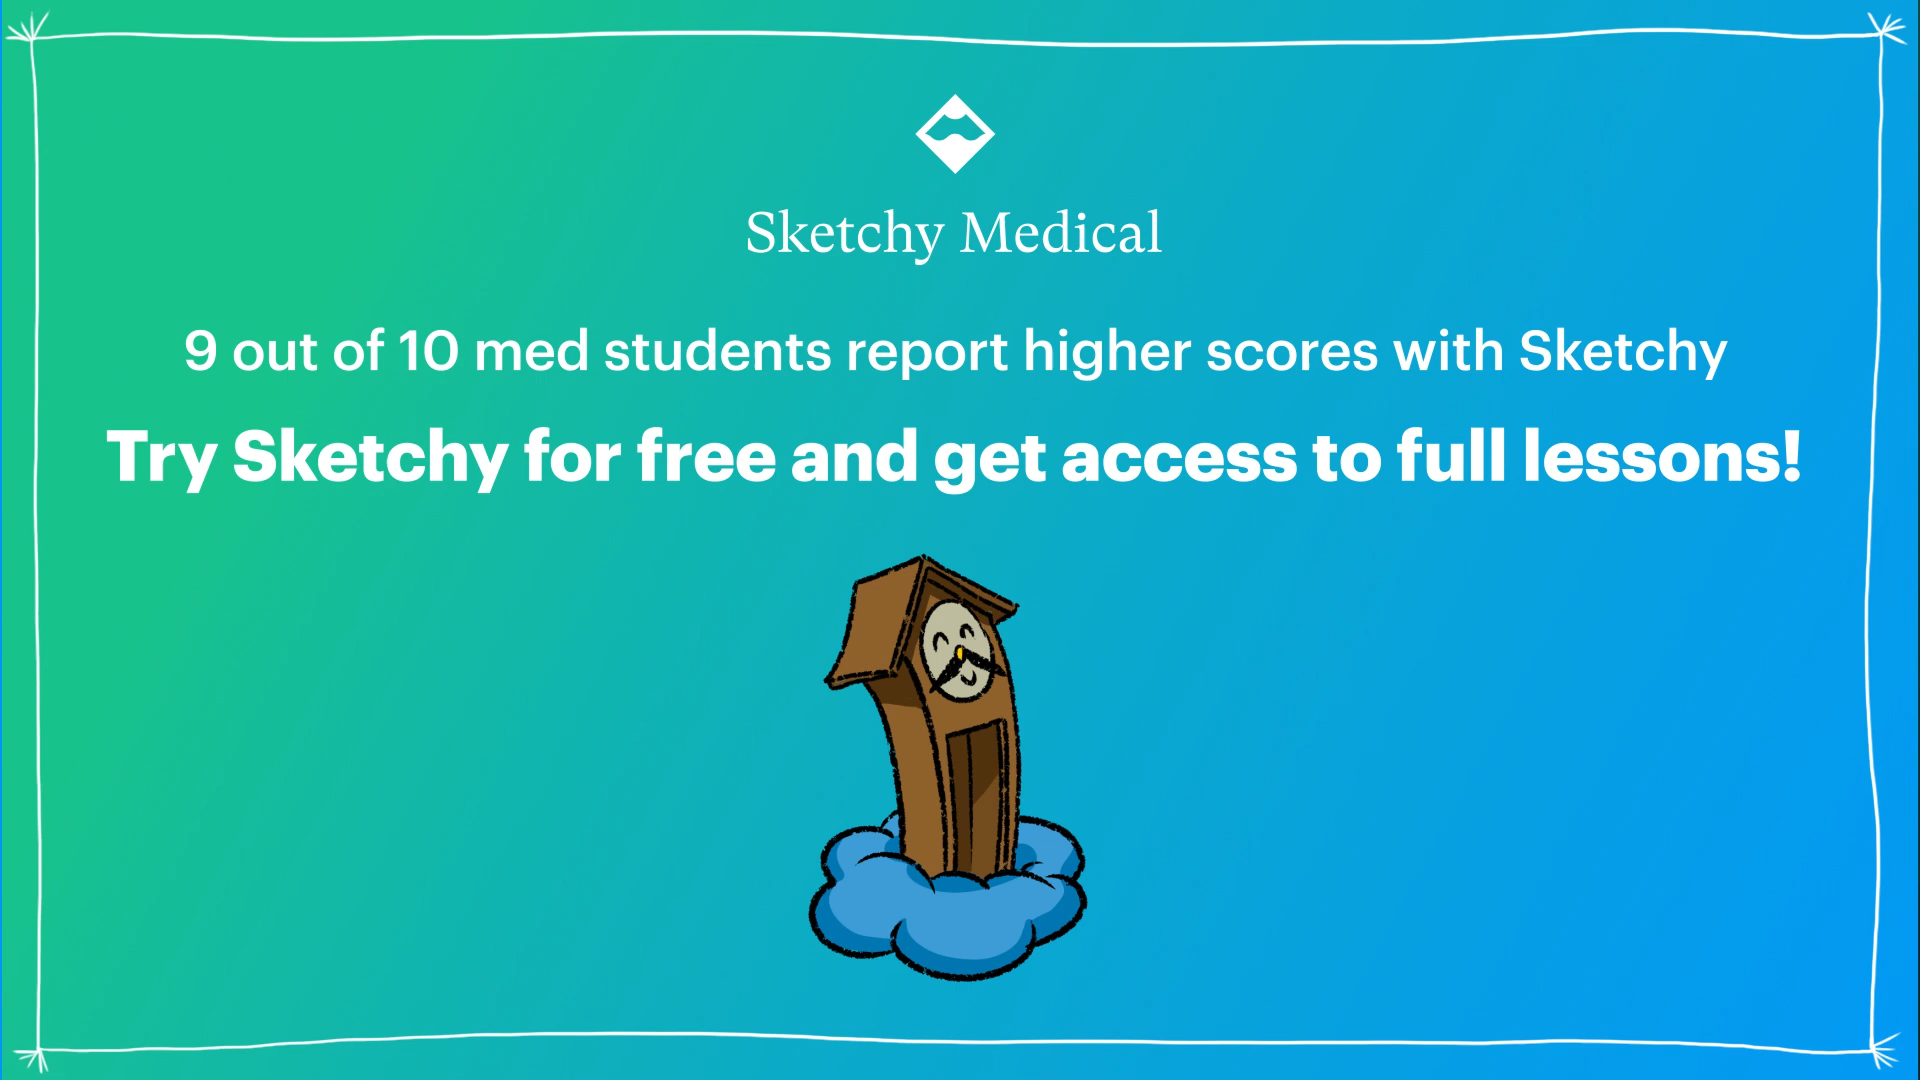 Sketchy Medical
9 out of 10 med students report higher scores with Sketchy
Try Sketchy for free and get access to full lessons!